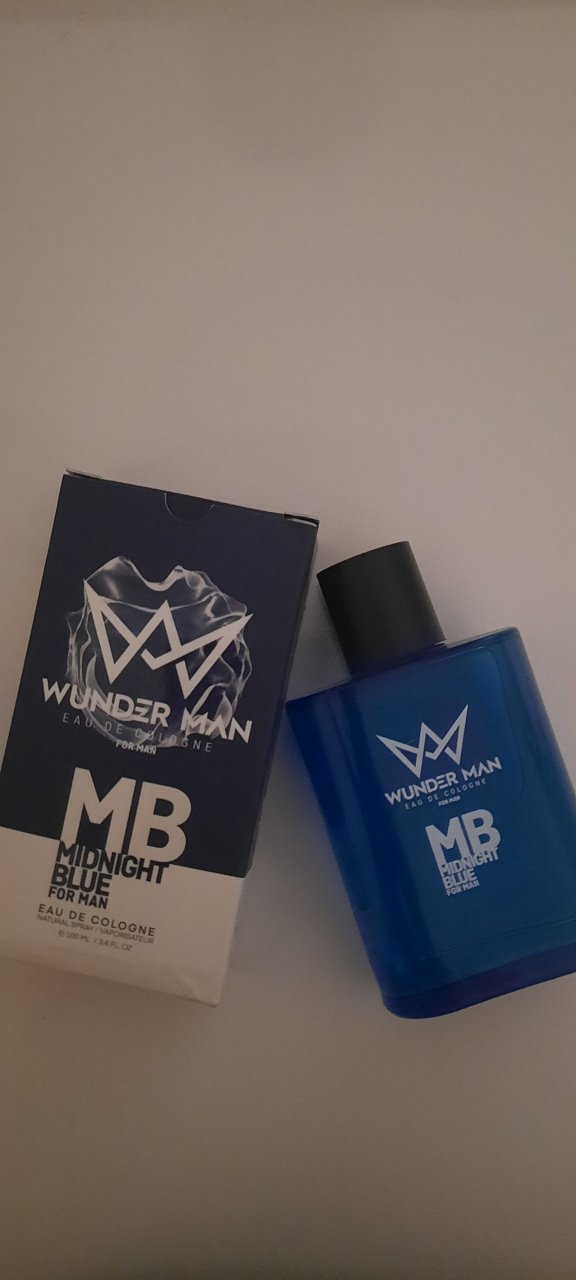 WUNDER MAN
EAU DE COLOGNE
FOR MAN
MB
MIDNIGHT
BLUE
FOR MAN
EAU DE COLOGNE
NATURAL SPRAY / VAPORISATEUR
℮ 100 ML / 3.4 FL. OZ
WUNDER MAN
EAU DE COLOGNE
FOR MAN
MB
MIDNIGHT
BLUE
FOR MAN